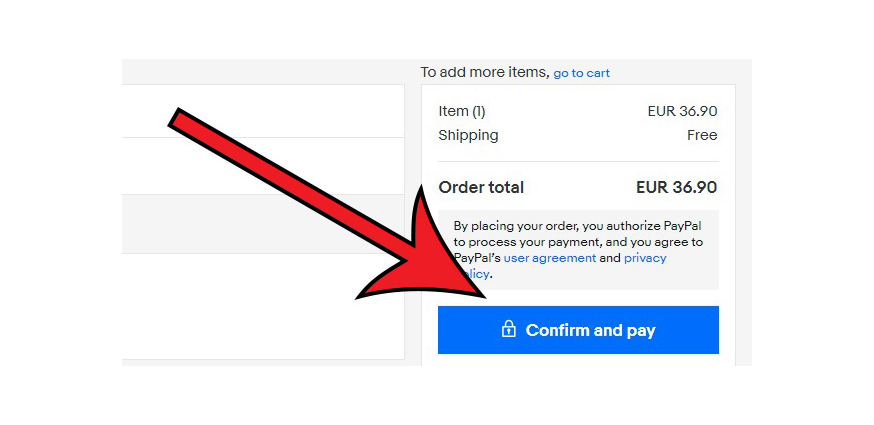 To add more items, go to cart
Item (1) EUR 36.90
Shipping Free
Order total EUR 36.90
By placing your order, you authorize PayPal
to process your payment, and you agree to
PayPal's user agreement and privacy
policy.
Confirm and pay